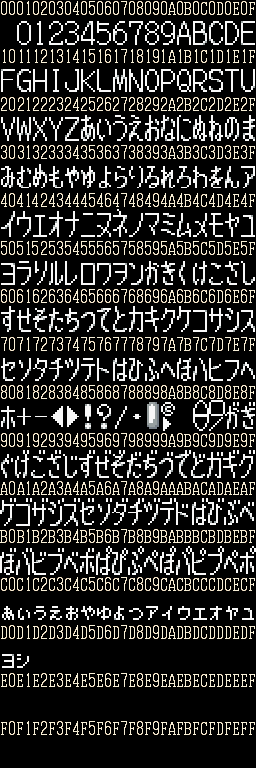 000102030405060708090A0B0C0D0E0F
0123456789ABCDE
101112131415161718191A1B1C1D1E1F
FGHIJKLMNOPQRSTU
202122232425262728292A2B2C2D2E2F
VWXYZあいうえおなにぬねのま
303132333435363738393A3B3C3D3E3F
みむめもやゆよらりるれろわをんア
404142434445464748494A4B4C4D4E4F
イウエオナニヌネノマミムメモヤユ
505152535455565758595A5B5C5D5E5F
ヨラリルレロワヲンかきくけこさし
606162636465666768696A6B6C6D6E6F
すせそたちつてとカキクケコサシス
707172737475767778797A7B7C7D7E7F
セソタチツテトはひふへほハヒフヘ
808182838485868788898A8B8C8D8E8F
ホ+-◀▶!?/・がぎ
909192939495969798999A9B9C9D9E9F
ぐげござじずぜぞだぢづでどガギグ
A0A1A2A3A4A5A6A7A8A9AAABACADAEAF
ゲゴザジズゼゾダヂヅデドばびぶべ
B0B1B2B3B4B5B6B7B8B9BABBBCBDBEBF
ぼバビブベボぱぴぷぺぽパピプペポ
C0C1C2C3C4C5C6C7C8C9CACBCCCDCECF
ぁぃぅぇぉゃゅょっァィゥェォャュ
D0D1D2D3D4D5D6D7D8D9DADBDCDDDEDF
ョッ
E0E1E2E3E4E5E6E7E8E9EAEBECEDEEEF
F0F1F2F3F4F5F6F7F8F9FAFBFCFDFEFF